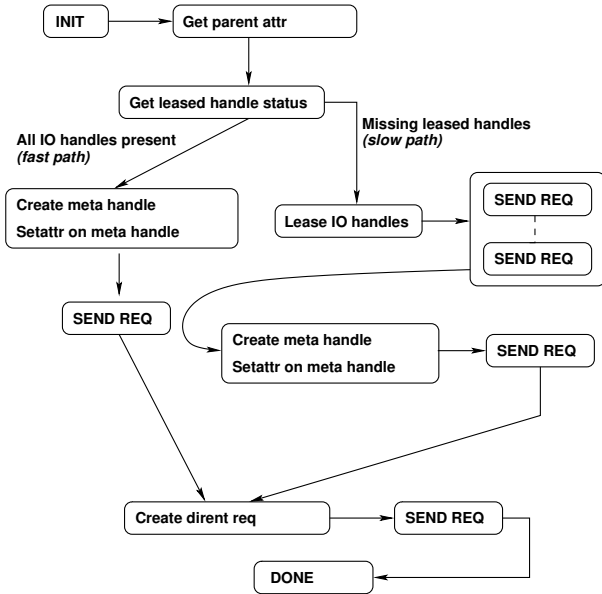 INIT
Get parent attr
Get leased handle status
All IO handles present
(fast path)
Missing leased handles
(slow path)
Create meta handle
Setattr on meta handle
Lease IO handles
SEND REQ
SEND REQ
SEND REQ
Create meta handle
Setattr on meta handle
SEND REQ
Create dirent req
SEND REQ
DONE